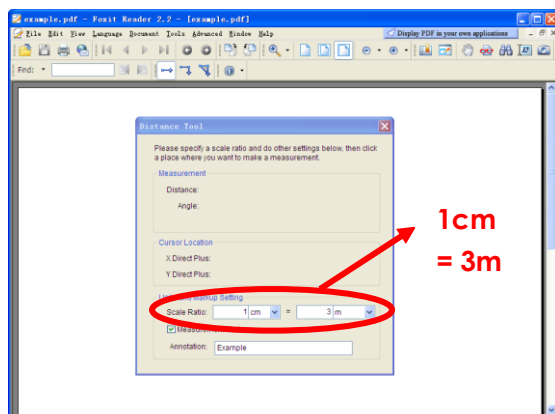 example.pdf - Foxit Reader 2.2 - [example.pdf]
File Edit View Language Document Tools Advanced Window Help
Display PDF in your own applications
Find:
Distance Tool
Please specify a scale ratio and do other settings below, then click
a place where you want to make a measurement.
Measurement
Distance:
Angle:
Cursor Location
X Direct Plus:
Y Direct Plus:
Markup Setting
Scale Ratio: 1 cm = 3 m
Annotation: Example
1cm
= 3m